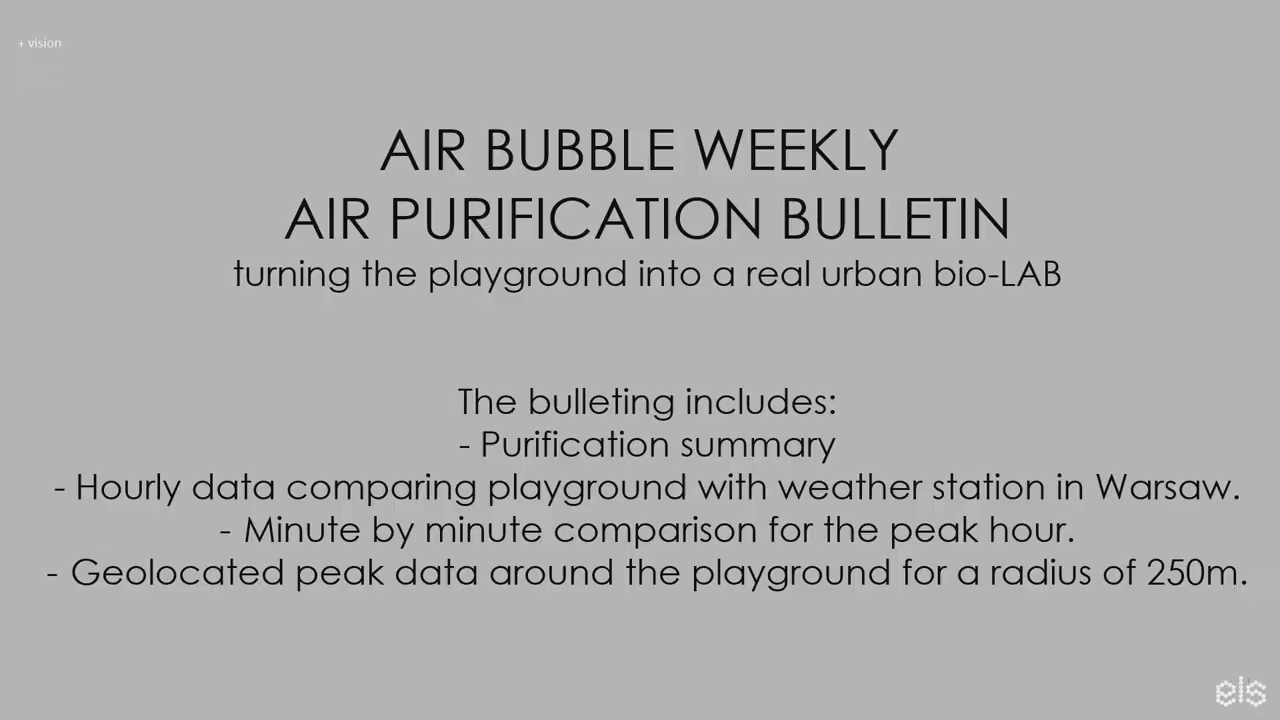 + vision
AIR BUBBLE WEEKLY
AIR PURIFICATION BULLETIN
turning the playground into a real urban bio-LAB
The bulleting includes:
- Purification summary
- Hourly data comparing playground with weather station in Warsaw.
- Minute by minute comparison for the peak hour.
- Geolocated peak data around the playground for a radius of 250m.
els